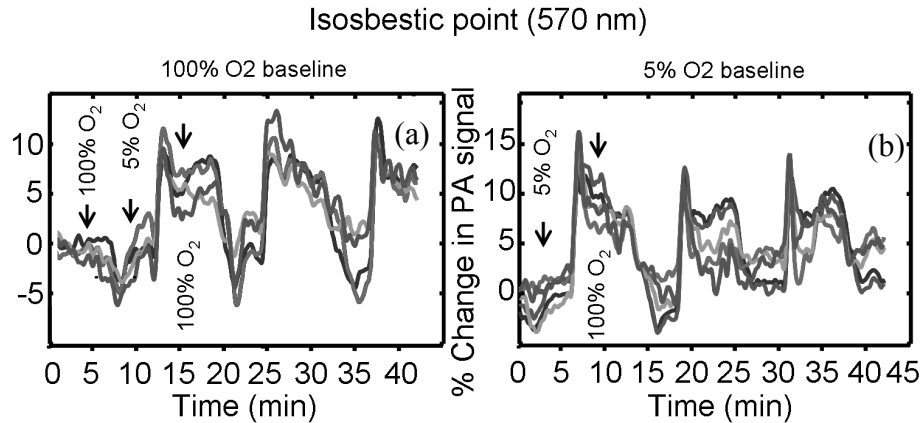 Isosbestic point (570 nm)
100% O2 baseline
5% O2 baseline
(a)
100% O₂
5% O₂
100% O₂
10
5
0
-5
0 5 10 15 20 25 30 35 40
Time (min)
% Change in PA signal
(b)
5% O₂
100% O₂
15
10
5
0
0 5 10 15 20 25 30 35 40 45
Time (min)